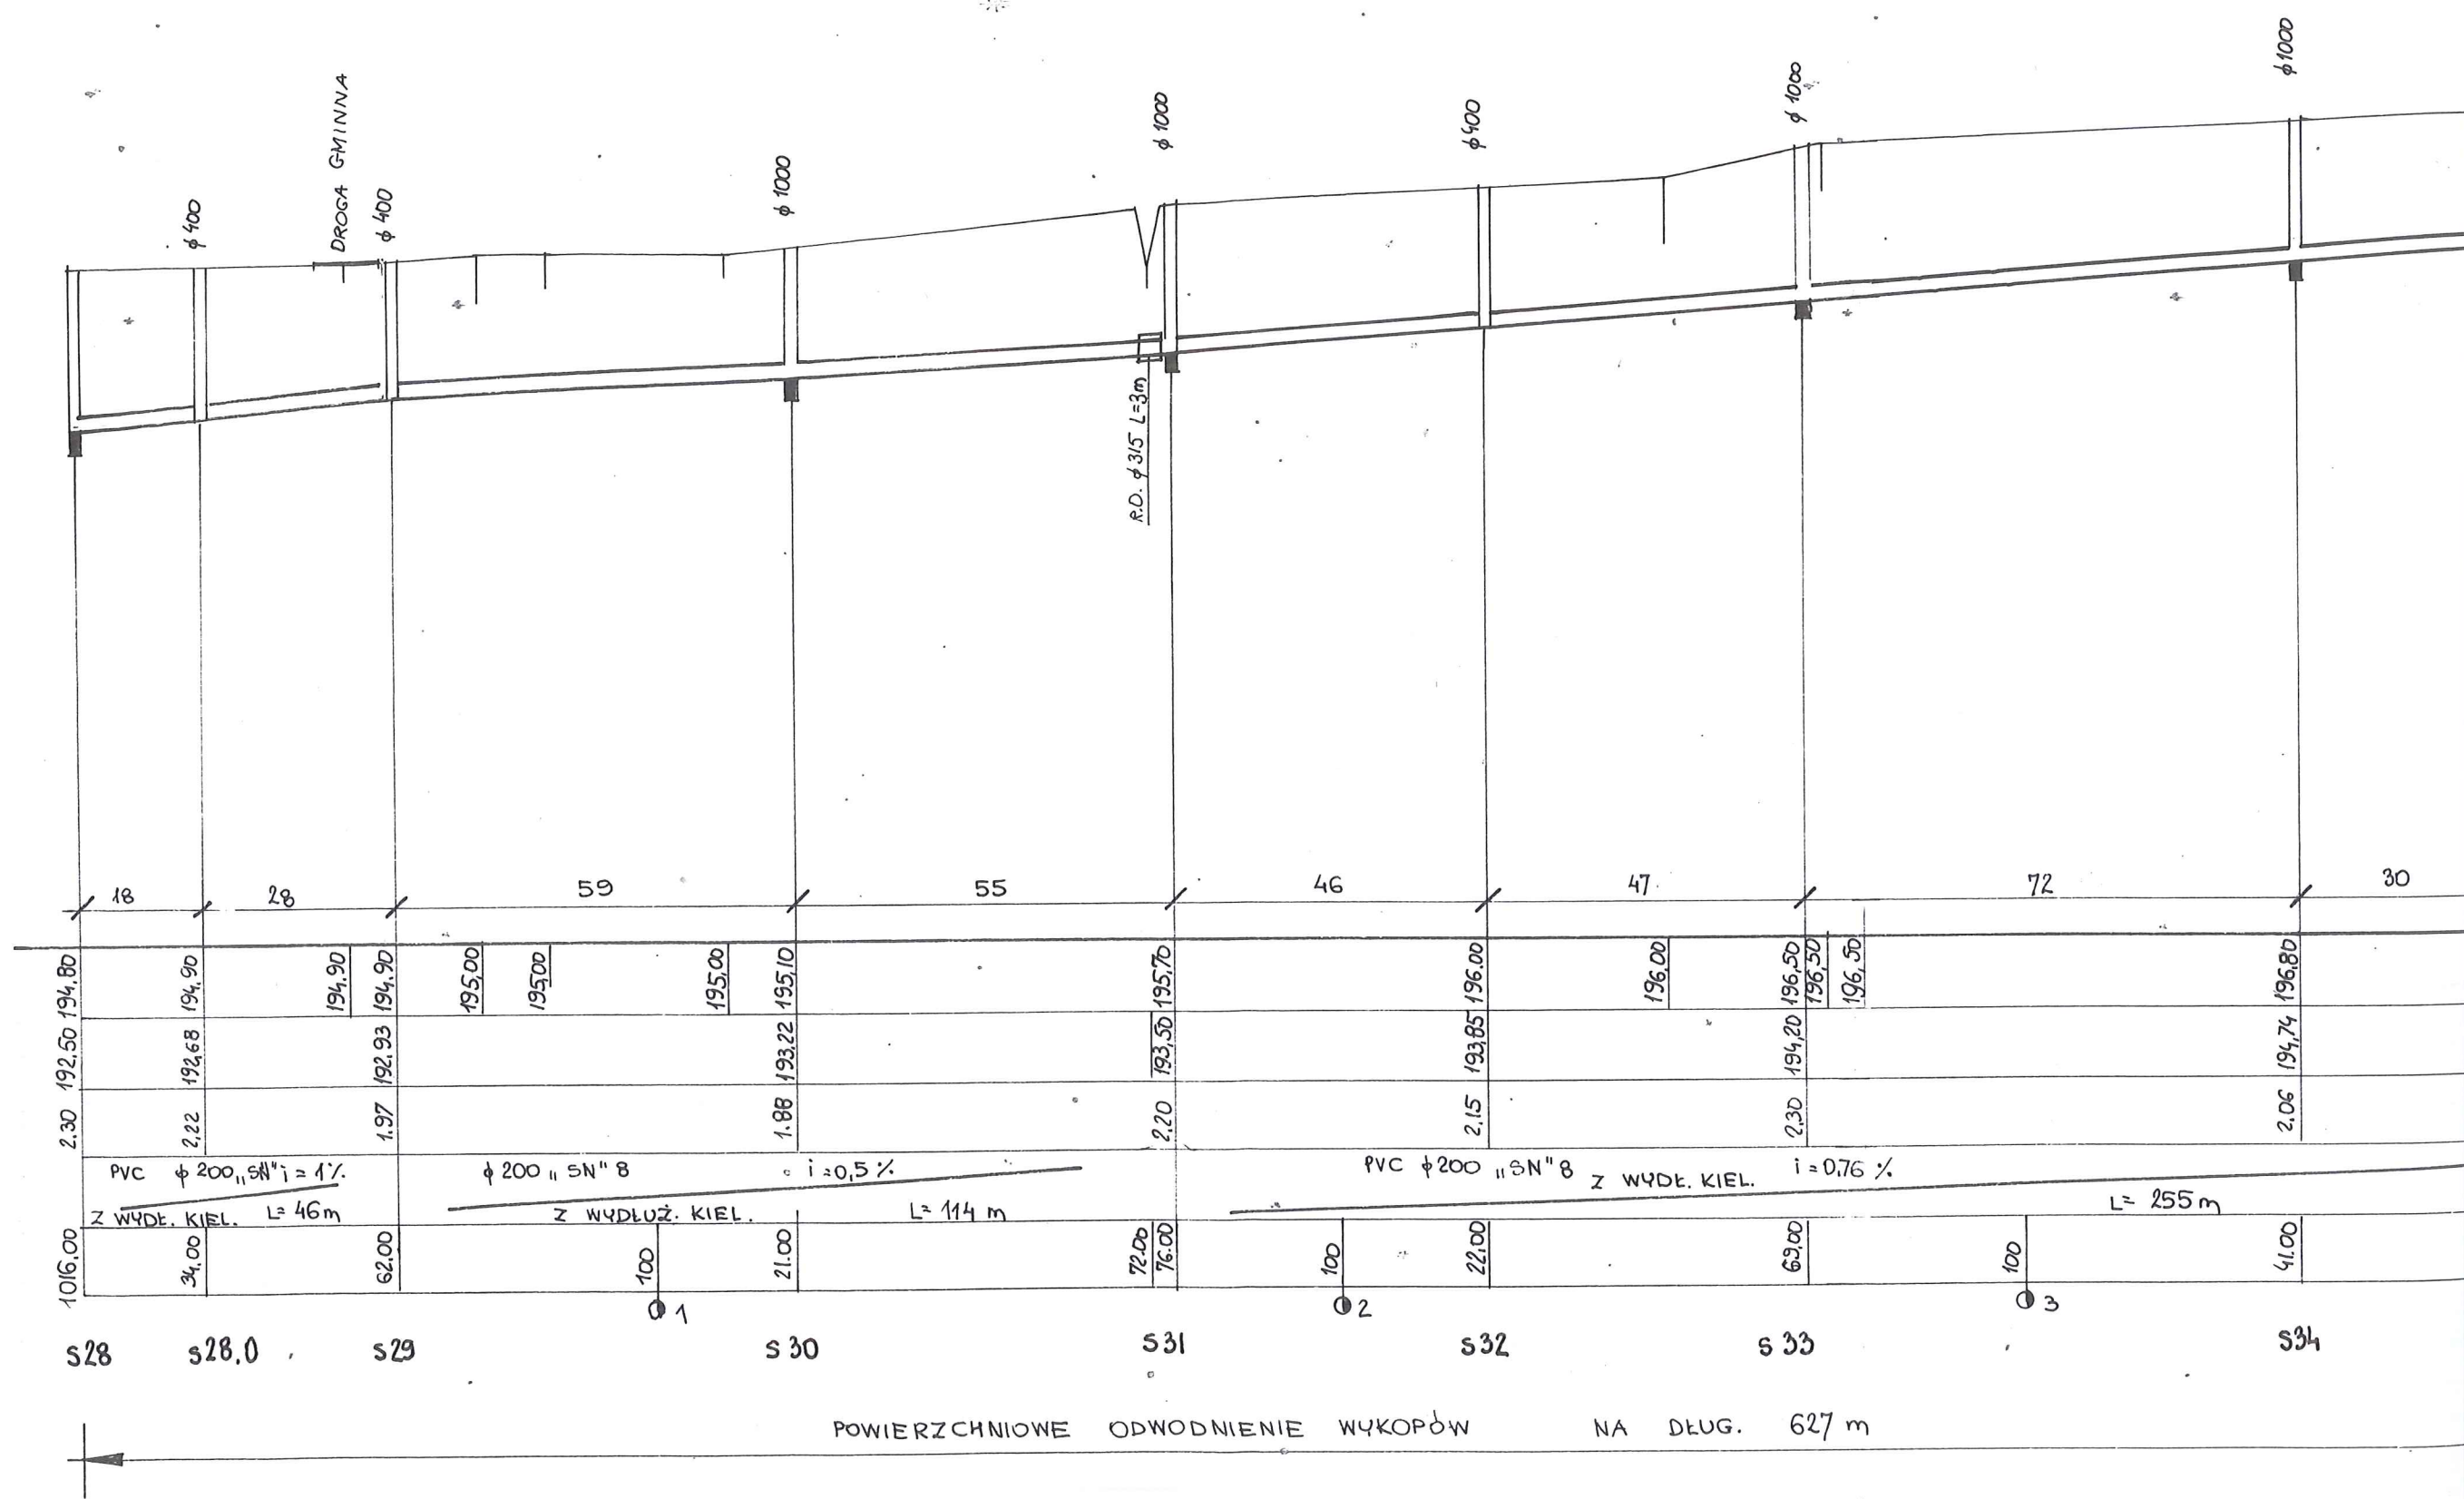 φ 400
DROGA GMINNA
φ 400
φ 1000
φ 1000
φ 400
φ 1000
φ 1000
R.O. φ 315 L=3m
18 28 59 55 46 47. 72 30
194.80 194.90 194.90 194.90 195,00 195,00 195,00 195,10 195,70 196.00 196,00 196,50 196,50 196,50 196,80
192.50 192,68 192.93 193,22 193,50 193,85 194,20 194,74
2.30 2,22 1.97 1.88 2.20 2.15 2,30 2.06
PVC φ 200 „SN" i = 1% φ 200 „ SN" 8 i = 0,5 % PVC φ 200 „SN" 8 Z WYDŁ. KIEL. i = 0,76 %
Z WYDŁ. KIEL. L= 46m Z WYDŁUŻ. KIEL. L= 114 m L= 255 m
1016,00 34.00 62.00 100 21.00 72.00 76.00 100 22,00 69,00 100 41.00
1 2 3
S28 S28.0 S29 S 30 S31 S32 S 33 S34
POWIERZCHNIOWE ODWODNIENIE WYKOPÓW NA DŁUG. 627 m